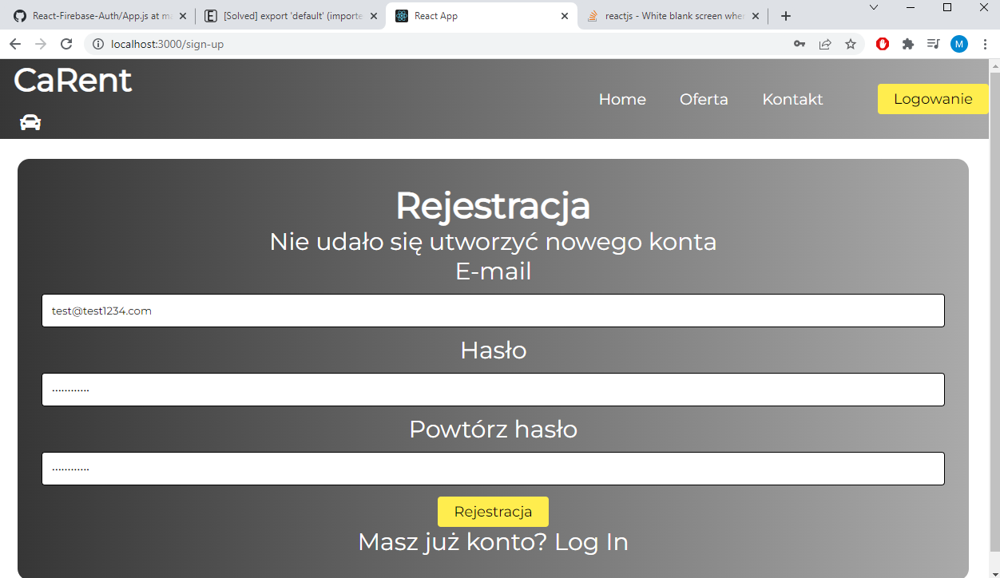 React-Firebase-Auth/App.js at ma
[Solved] export 'default' (importe
React App
reactjs - White blank screen when
localhost:3000/sign-up
M
CaRent
Home
Oferta
Kontakt
Logowanie
Rejestracja
Nie udało się utworzyć nowego konta
E-mail
test@test1234.com
Hasło
Powtórz hasło
Rejestracja
Masz już konto? Log In